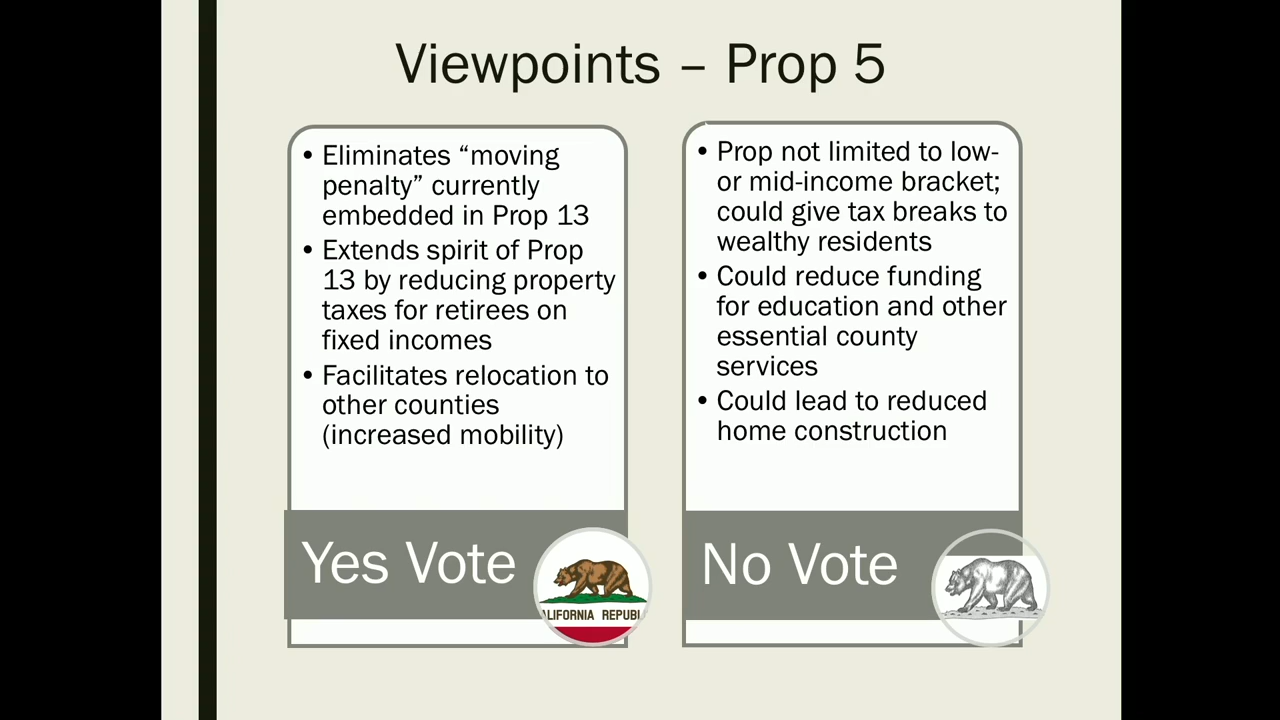 Viewpoints – Prop 5
• Eliminates “moving
penalty” currently
embedded in Prop 13
• Extends spirit of Prop
13 by reducing property
taxes for retirees on
fixed incomes
• Facilitates relocation to
other counties
(increased mobility)
Yes Vote
ALIFORNIA REPUBL
• Prop not limited to low-
or mid-income bracket;
could give tax breaks to
wealthy residents
• Could reduce funding
for education and other
essential county
services
• Could lead to reduced
home construction
No Vote